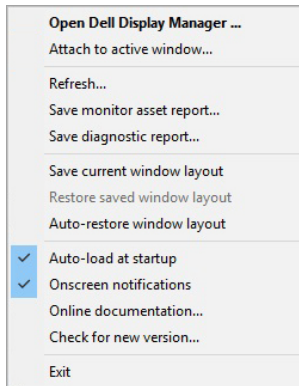 Open Dell Display Manager ...
Attach to active window...
Refresh...
Save monitor asset report...
Save diagnostic report...
Save current window layout
Restore saved window layout
Auto-restore window layout
Auto-load at startup
Onscreen notifications
Online documentation...
Check for new version...
Exit